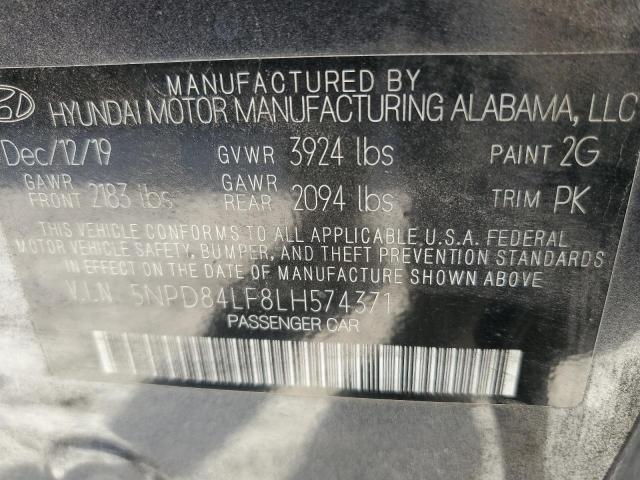 MANUFACTURED BY
HYUNDAI MOTOR MANUFACTURING ALABAMA, LLC
Dec/12/19 GVWR 3924 lbs PAINT 2G
GAWR FRONT 2183 lbs GAWR REAR 2094 lbs TRIM PK
THIS VEHICLE CONFORMS TO ALL APPLICABLE U.S.A. FEDERAL
MOTOR VEHICLE SAFETY, BUMPER, AND THEFT PREVENTION STANDARDS
IN EFFECT ON THE DATE OF MANUFACTURE SHOWN ABOVE
V.I.N. 5NPD84LF8LH574371
PASSENGER CAR